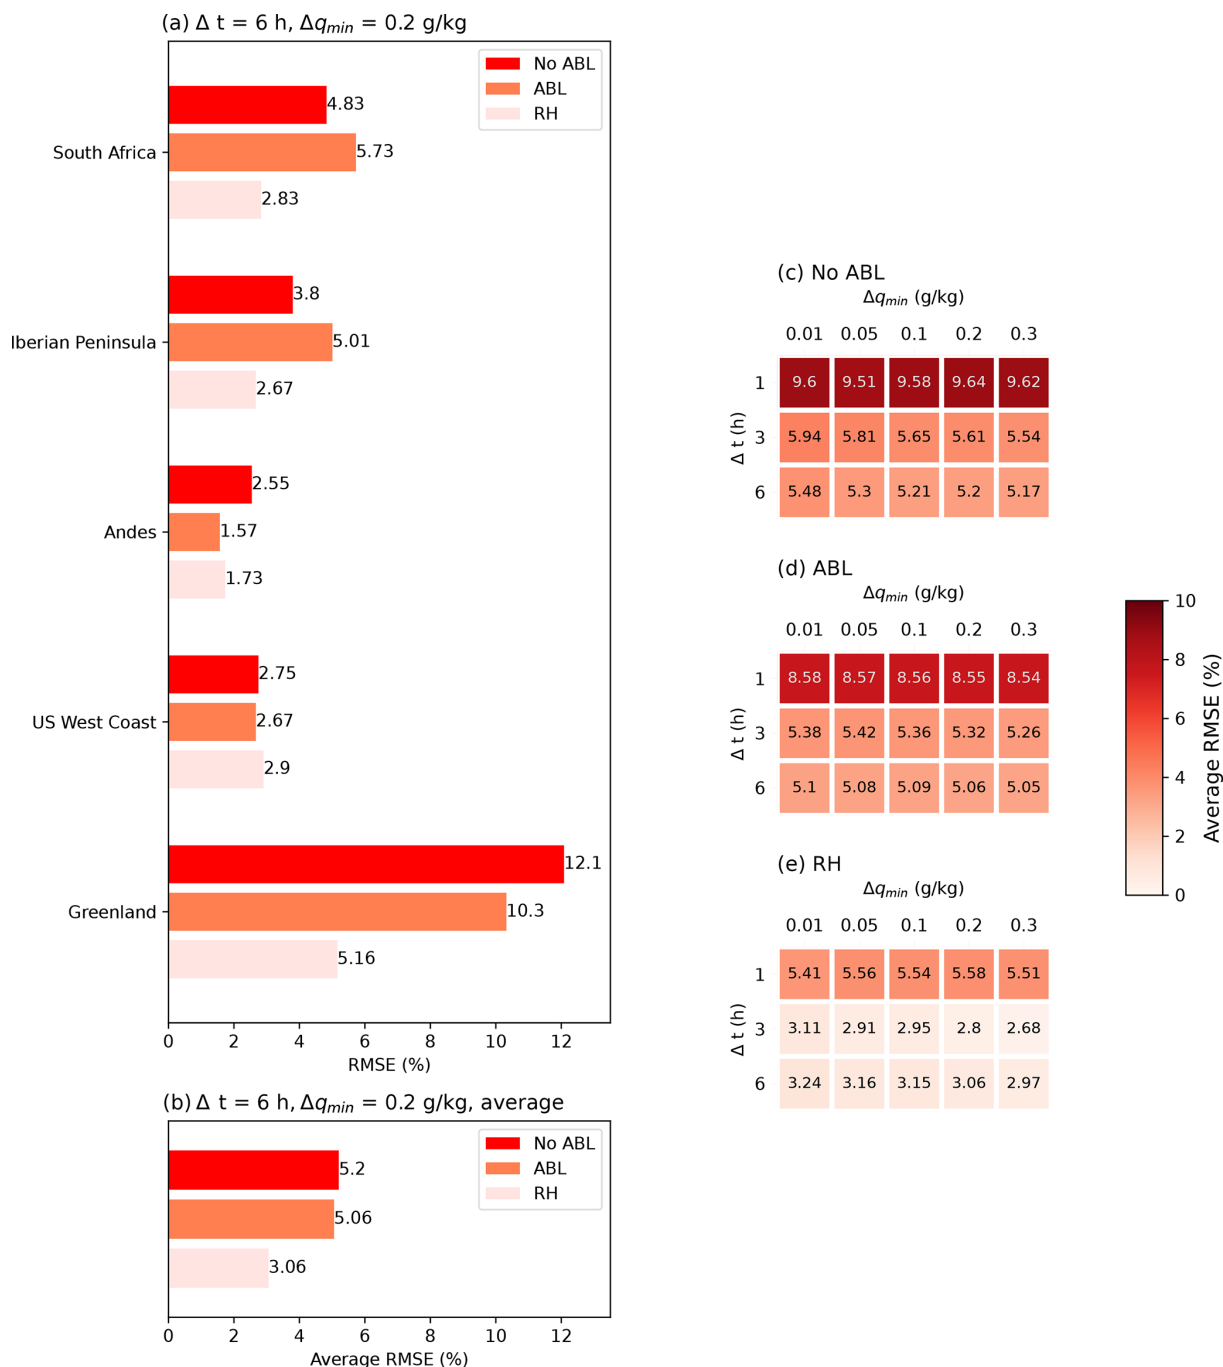 (a) Δ t = 6 h, Δq_min = 0.2 g/kg
No ABL
ABL
RH
South Africa
4.83
5.73
2.83
Iberian Peninsula
3.8
5.01
2.67
Andes
2.55
1.57
1.73
US West Coast
2.75
2.67
2.9
Greenland
12.1
10.3
5.16
0 2 4 6 8 10 12
RMSE (%)
(b) Δ t = 6 h, Δq_min = 0.2 g/kg, average
No ABL
ABL
RH
5.2
5.06
3.06
0 2 4 6 8 10 12
Average RMSE (%)
(c) No ABL
Δq_min (g/kg)
0.01 0.05 0.1 0.2 0.3
Δ t (h)
1 9.6 9.51 9.58 9.64 9.62
3 5.94 5.81 5.65 5.61 5.54
6 5.48 5.3 5.21 5.2 5.17
(d) ABL
Δq_min (g/kg)
0.01 0.05 0.1 0.2 0.3
Δ t (h)
1 8.58 8.57 8.56 8.55 8.54
3 5.38 5.42 5.36 5.32 5.26
6 5.1 5.08 5.09 5.06 5.05
(e) RH
Δq_min (g/kg)
0.01 0.05 0.1 0.2 0.3
Δ t (h)
1 5.41 5.56 5.54 5.58 5.51
3 3.11 2.91 2.95 2.8 2.68
6 3.24 3.16 3.15 3.06 2.97
10
8
6
4
2
0
Average RMSE (%)